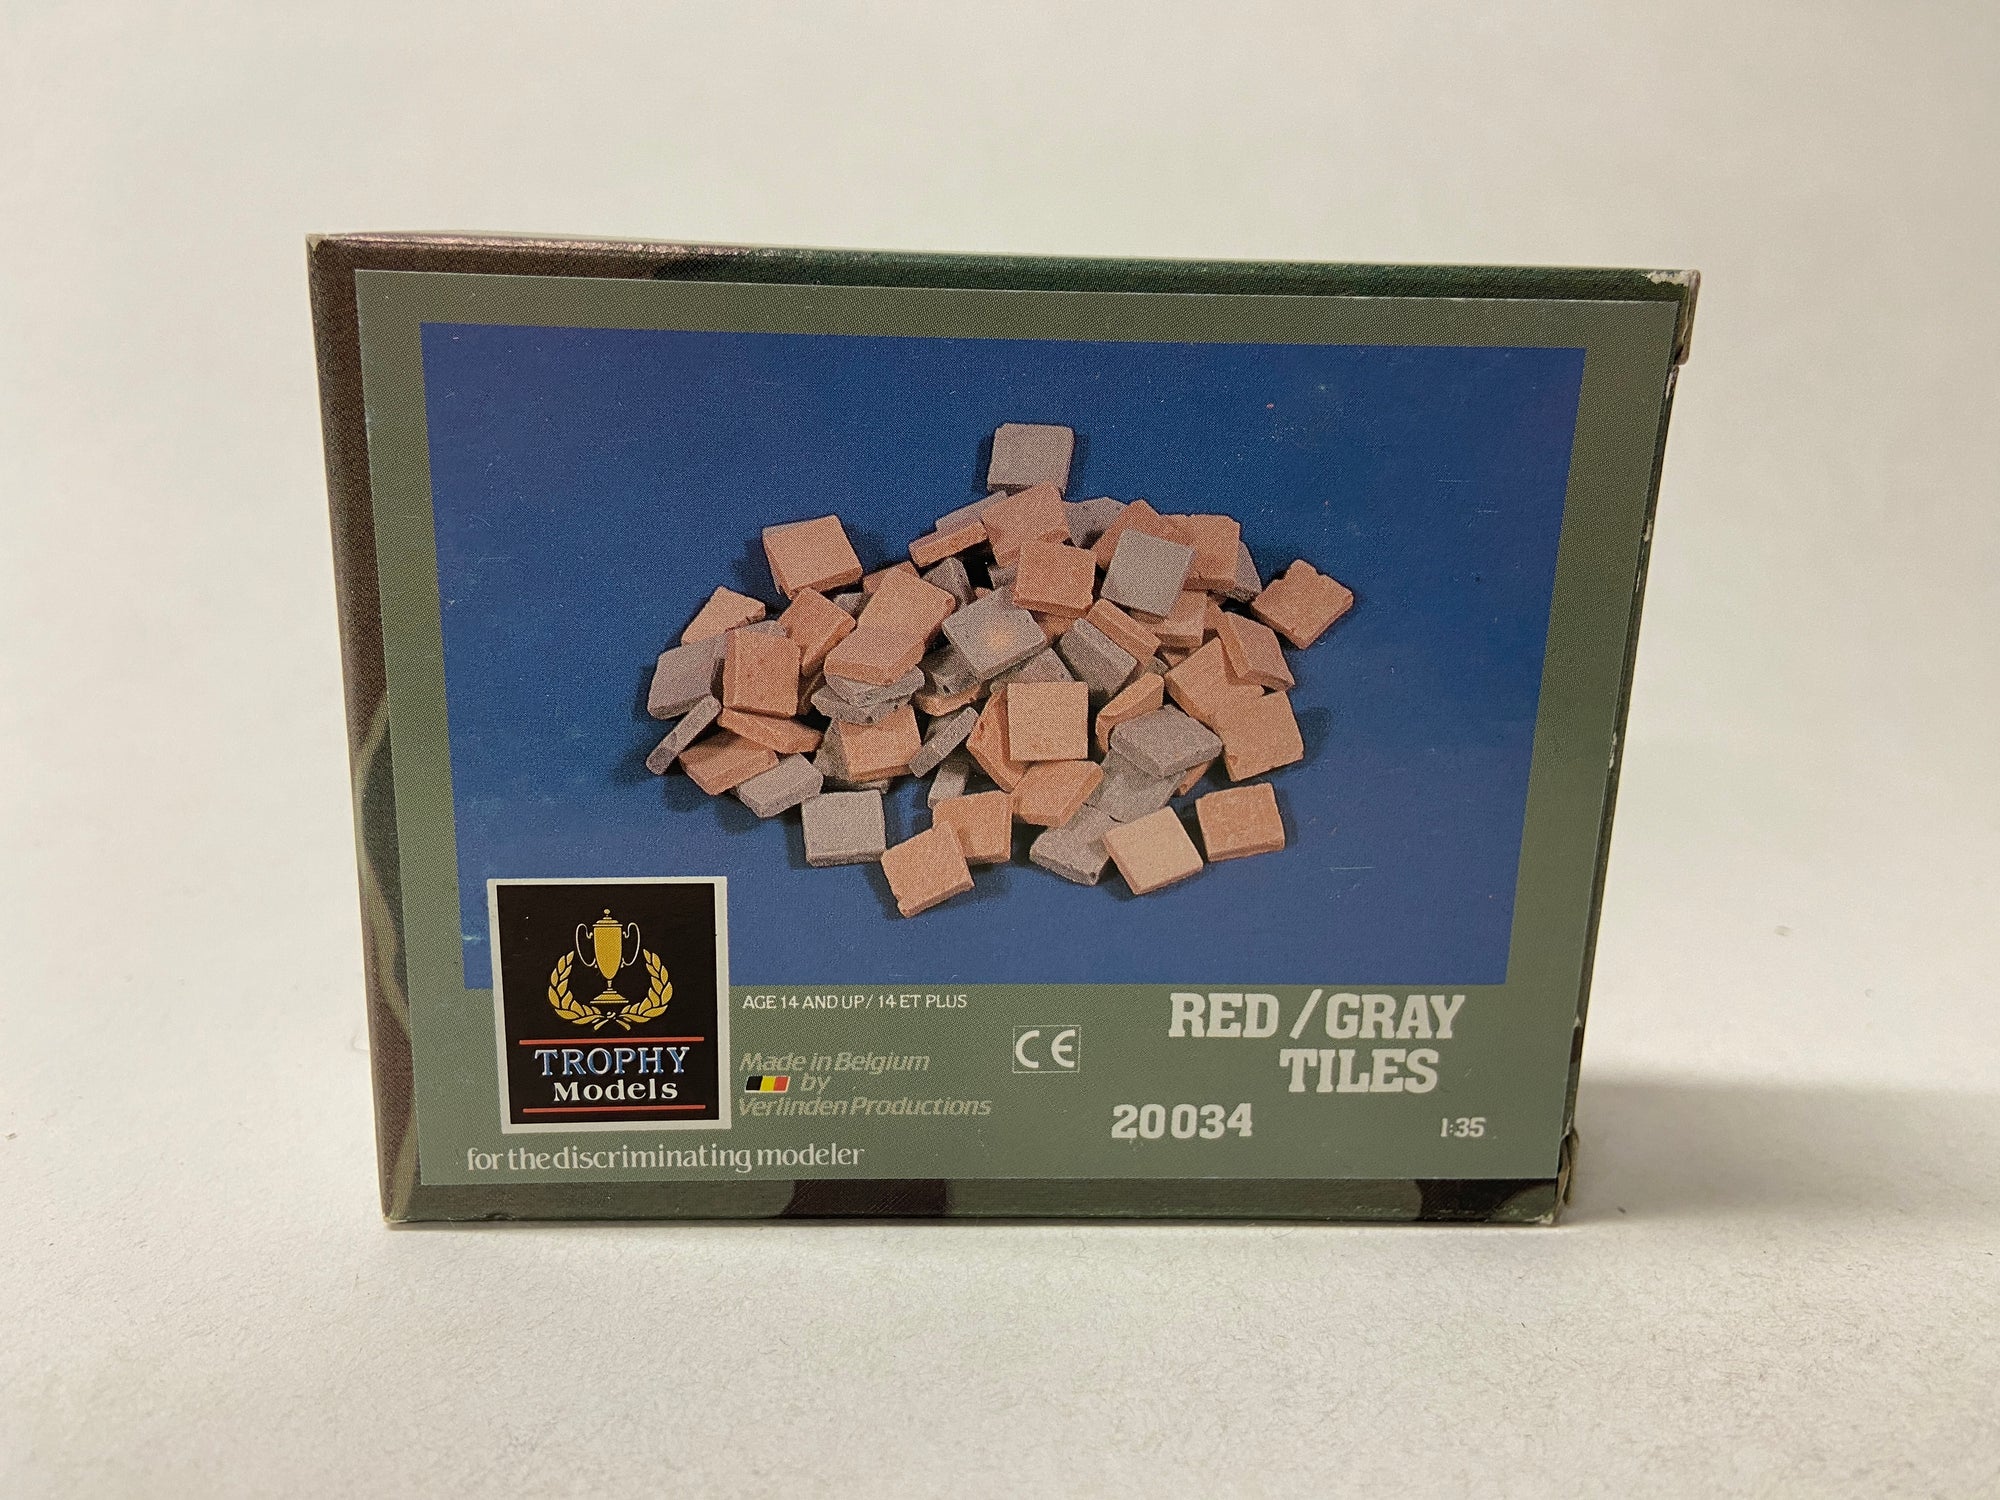 AGE 14 AND UP/ 14 ET PLUS
RED /GRAY
TILES
TROPHY
Models
Made in Belgium
by
Verlinden Productions
CE
20034
1:35
for the discriminating modeler